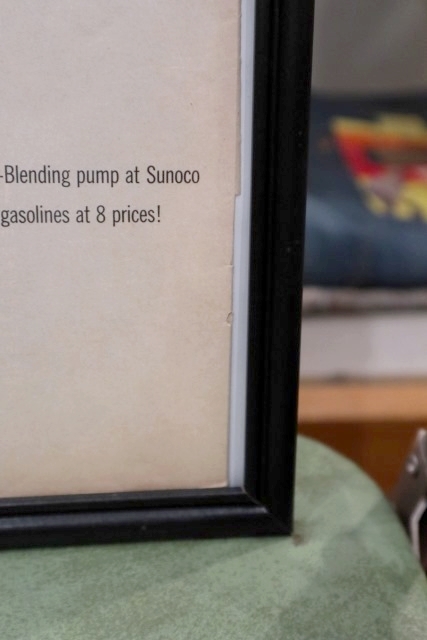 -Blending pump at Sunoco
gasolines at 8 prices!